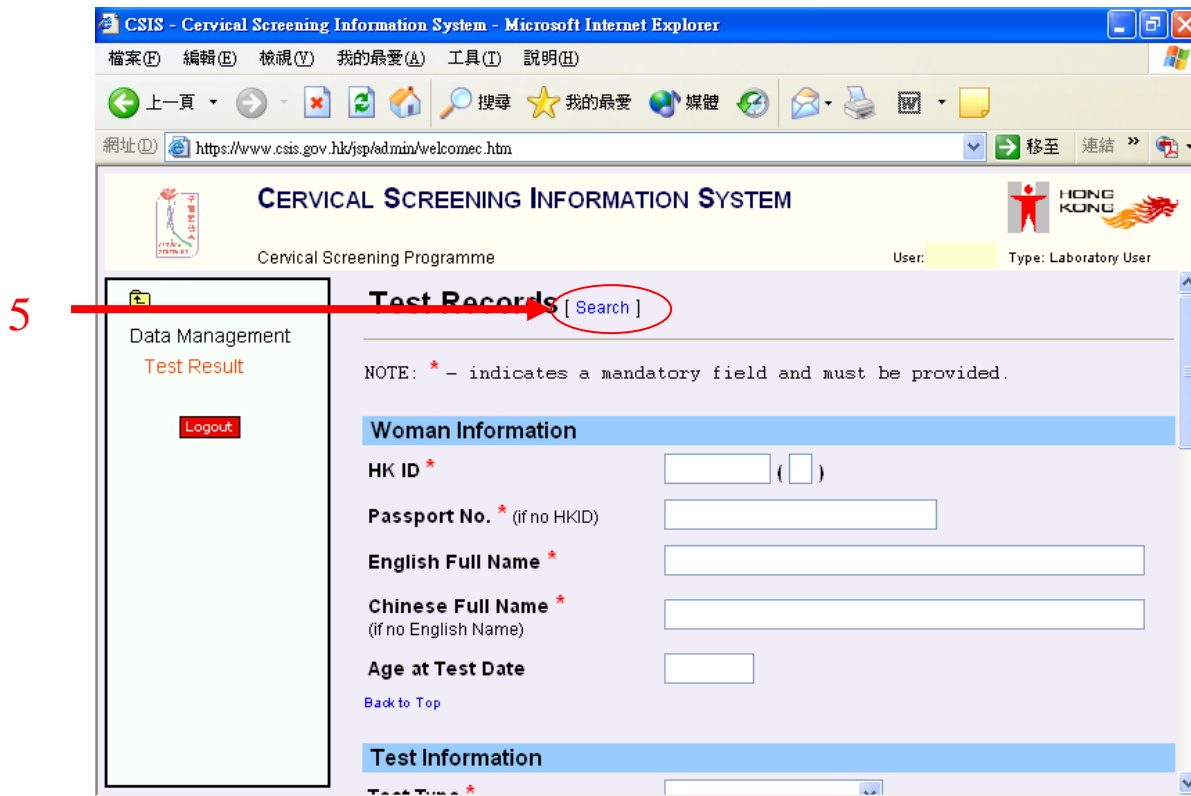 CSIS - Cervical Screening Information System - Microsoft Internet Explorer
檔案(F) 編輯(E) 檢視(V) 我的最愛(A) 工具(T) 說明(H)
上一頁 搜尋 我的最愛 媒體
網址(D) https://www.csis.gov.hk/jsp/admin/welcomec.htm 移至 連結 »
CERVICAL SCREENING INFORMATION SYSTEM
HONG KONG
Cervical Screening Programme User: Type: Laboratory User
5
Test Records [ Search ]
Data Management
Test Result
Logout
NOTE: * - indicates a mandatory field and must be provided.
Woman Information
HK ID * ( )
Passport No. * (if no HKID)
English Full Name *
Chinese Full Name *
(if no English Name)
Age at Test Date
Back to Top
Test Information
Test Type *